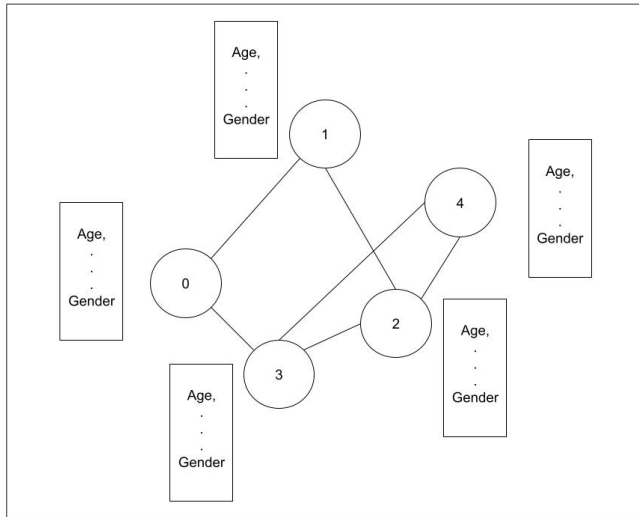 Age,
.
.
.
Gender
1
Age,
.
.
.
Gender
4
Age,
.
.
.
Gender
0
2
Age,
.
.
.
Gender
3
Age,
.
.
.
Gender